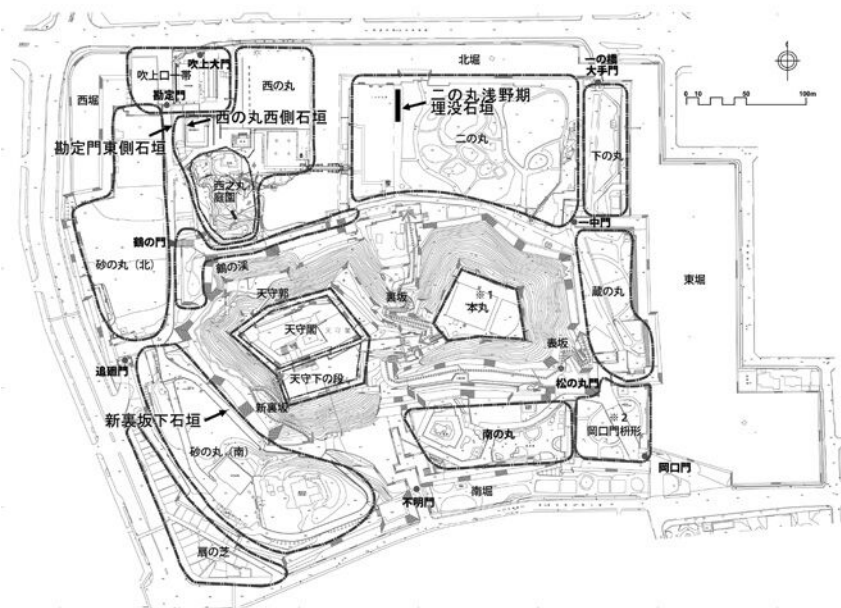 吹上大門
吹上口一帯
勘定門
西堀
西の丸
北堀
一の橋
大手門
西の丸西側石垣
勘定門東側石垣
二の丸浅野期
埋没石垣
二の丸
下の丸
0 10 50 100m
西之丸
庭園
一中門
鶴の門
砂の丸（北）
鶴の渓
天守郭
裏坂
※1
本丸
蔵の丸
東堀
天守閣
天守下の段
追廻門
裏坂
松の丸門
新裏坂
新裏坂下石垣
砂の丸（南）
南の丸
※2
岡口門枡形
岡口門
不明門
南堀
扇の芝